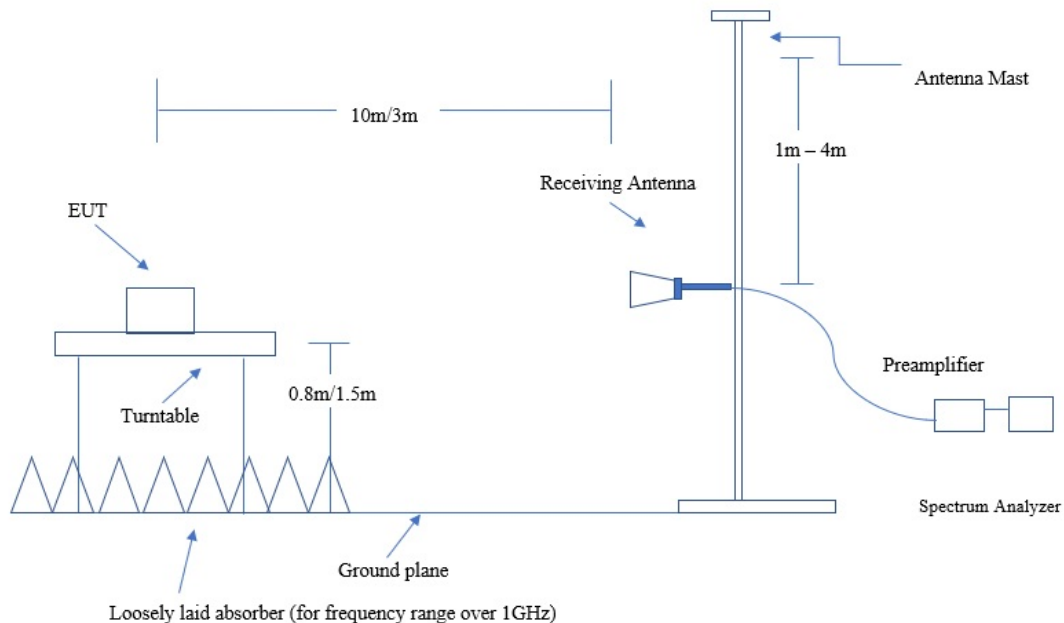 Antenna Mast
10m/3m
1m – 4m
Receiving Antenna
EUT
Preamplifier
0.8m/1.5m
Turntable
Spectrum Analyzer
Ground plane
Loosely laid absorber (for frequency range over 1GHz)